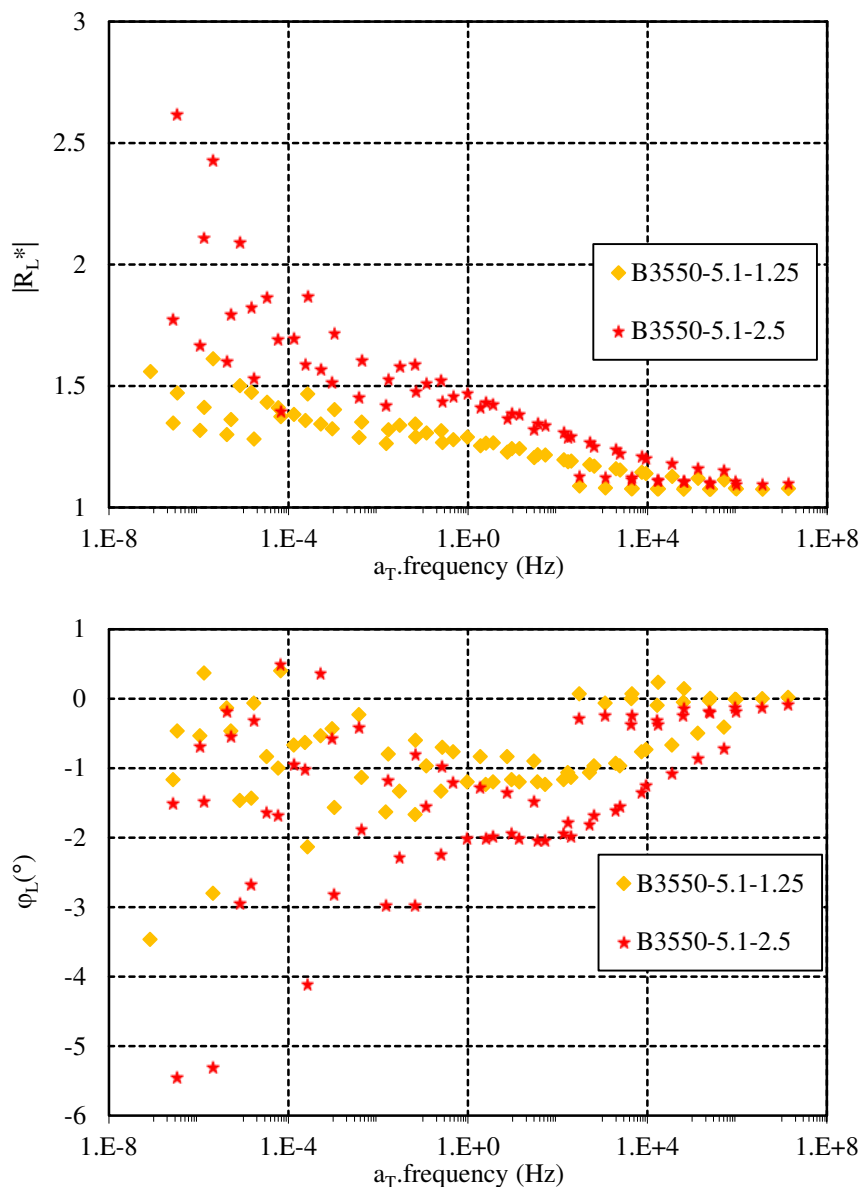 3
2.5
2
1.5
1
|R_L*|
B3550-5.1-1.25
B3550-5.1-2.5
1.E-8 1.E-4 1.E+0 1.E+4 1.E+8
a_T.frequency (Hz)
1
0
-1
-2
-3
-4
-5
-6
φ_L(°)
B3550-5.1-1.25
B3550-5.1-2.5
1.E-8 1.E-4 1.E+0 1.E+4 1.E+8
a_T.frequency (Hz)